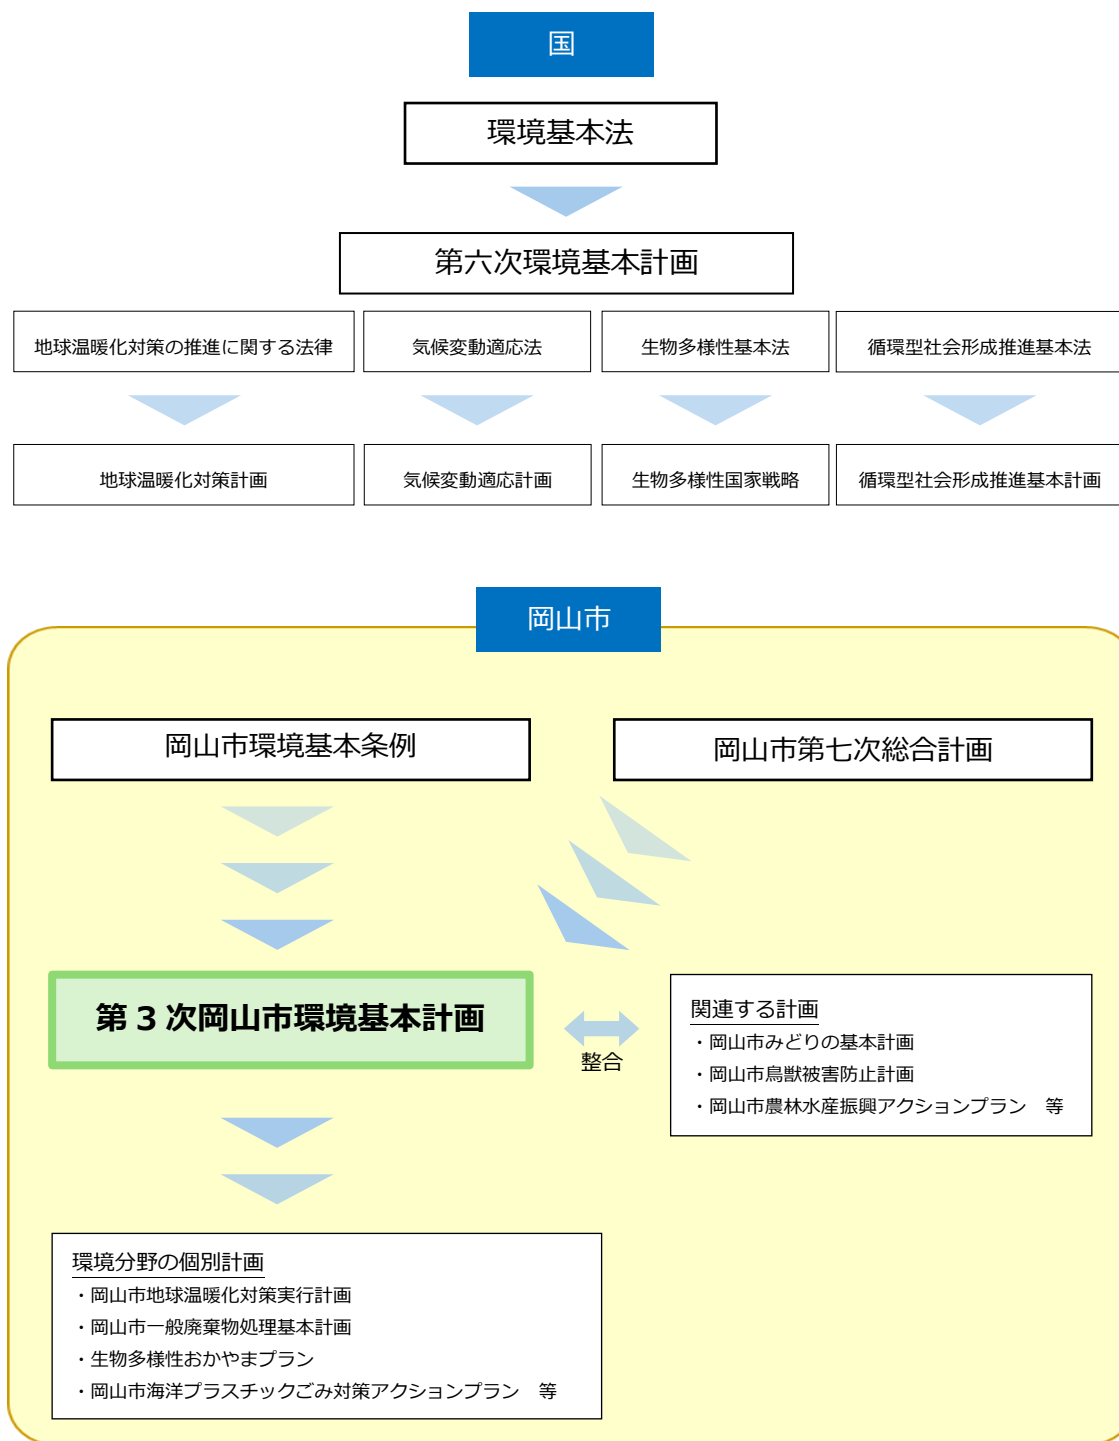 国
環境基本法
第六次環境基本計画
地球温暖化対策の推進に関する法律
気候変動適応法
生物多様性基本法
循環型社会形成推進基本法
地球温暖化対策計画
気候変動適応計画
生物多様性国家戦略
循環型社会形成推進基本計画
岡山市
岡山市環境基本条例
岡山市第七次総合計画
第３次岡山市環境基本計画
整合
関連する計画
・岡山市みどりの基本計画
・岡山市鳥獣被害防止計画
・岡山市農林水産振興アクションプラン　等
環境分野の個別計画
・岡山市地球温暖化対策実行計画
・岡山市一般廃棄物処理基本計画
・生物多様性おかやまプラン
・岡山市海洋プラスチックごみ対策アクションプラン　等